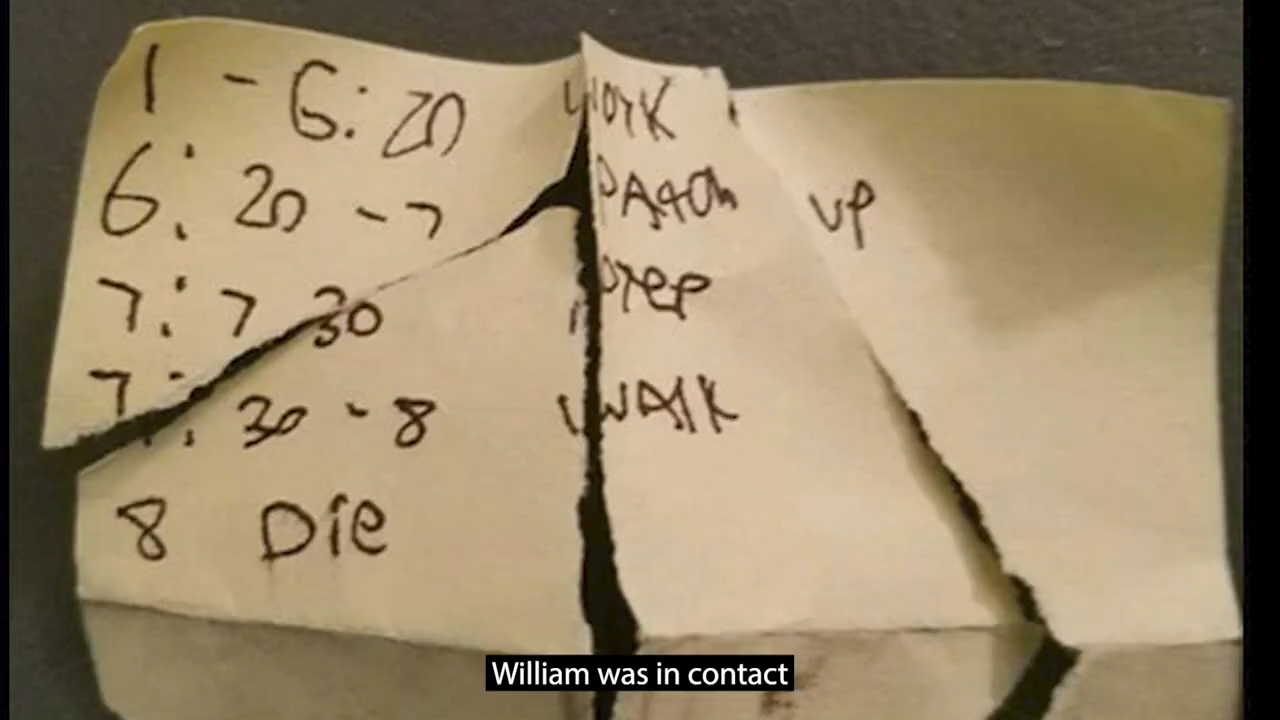 1 - 6:20 WORK
6:20 - 7 PAtCh UP
7:7 30 Prep
7:30 - 8 WAlK
8 Die
William was in contact